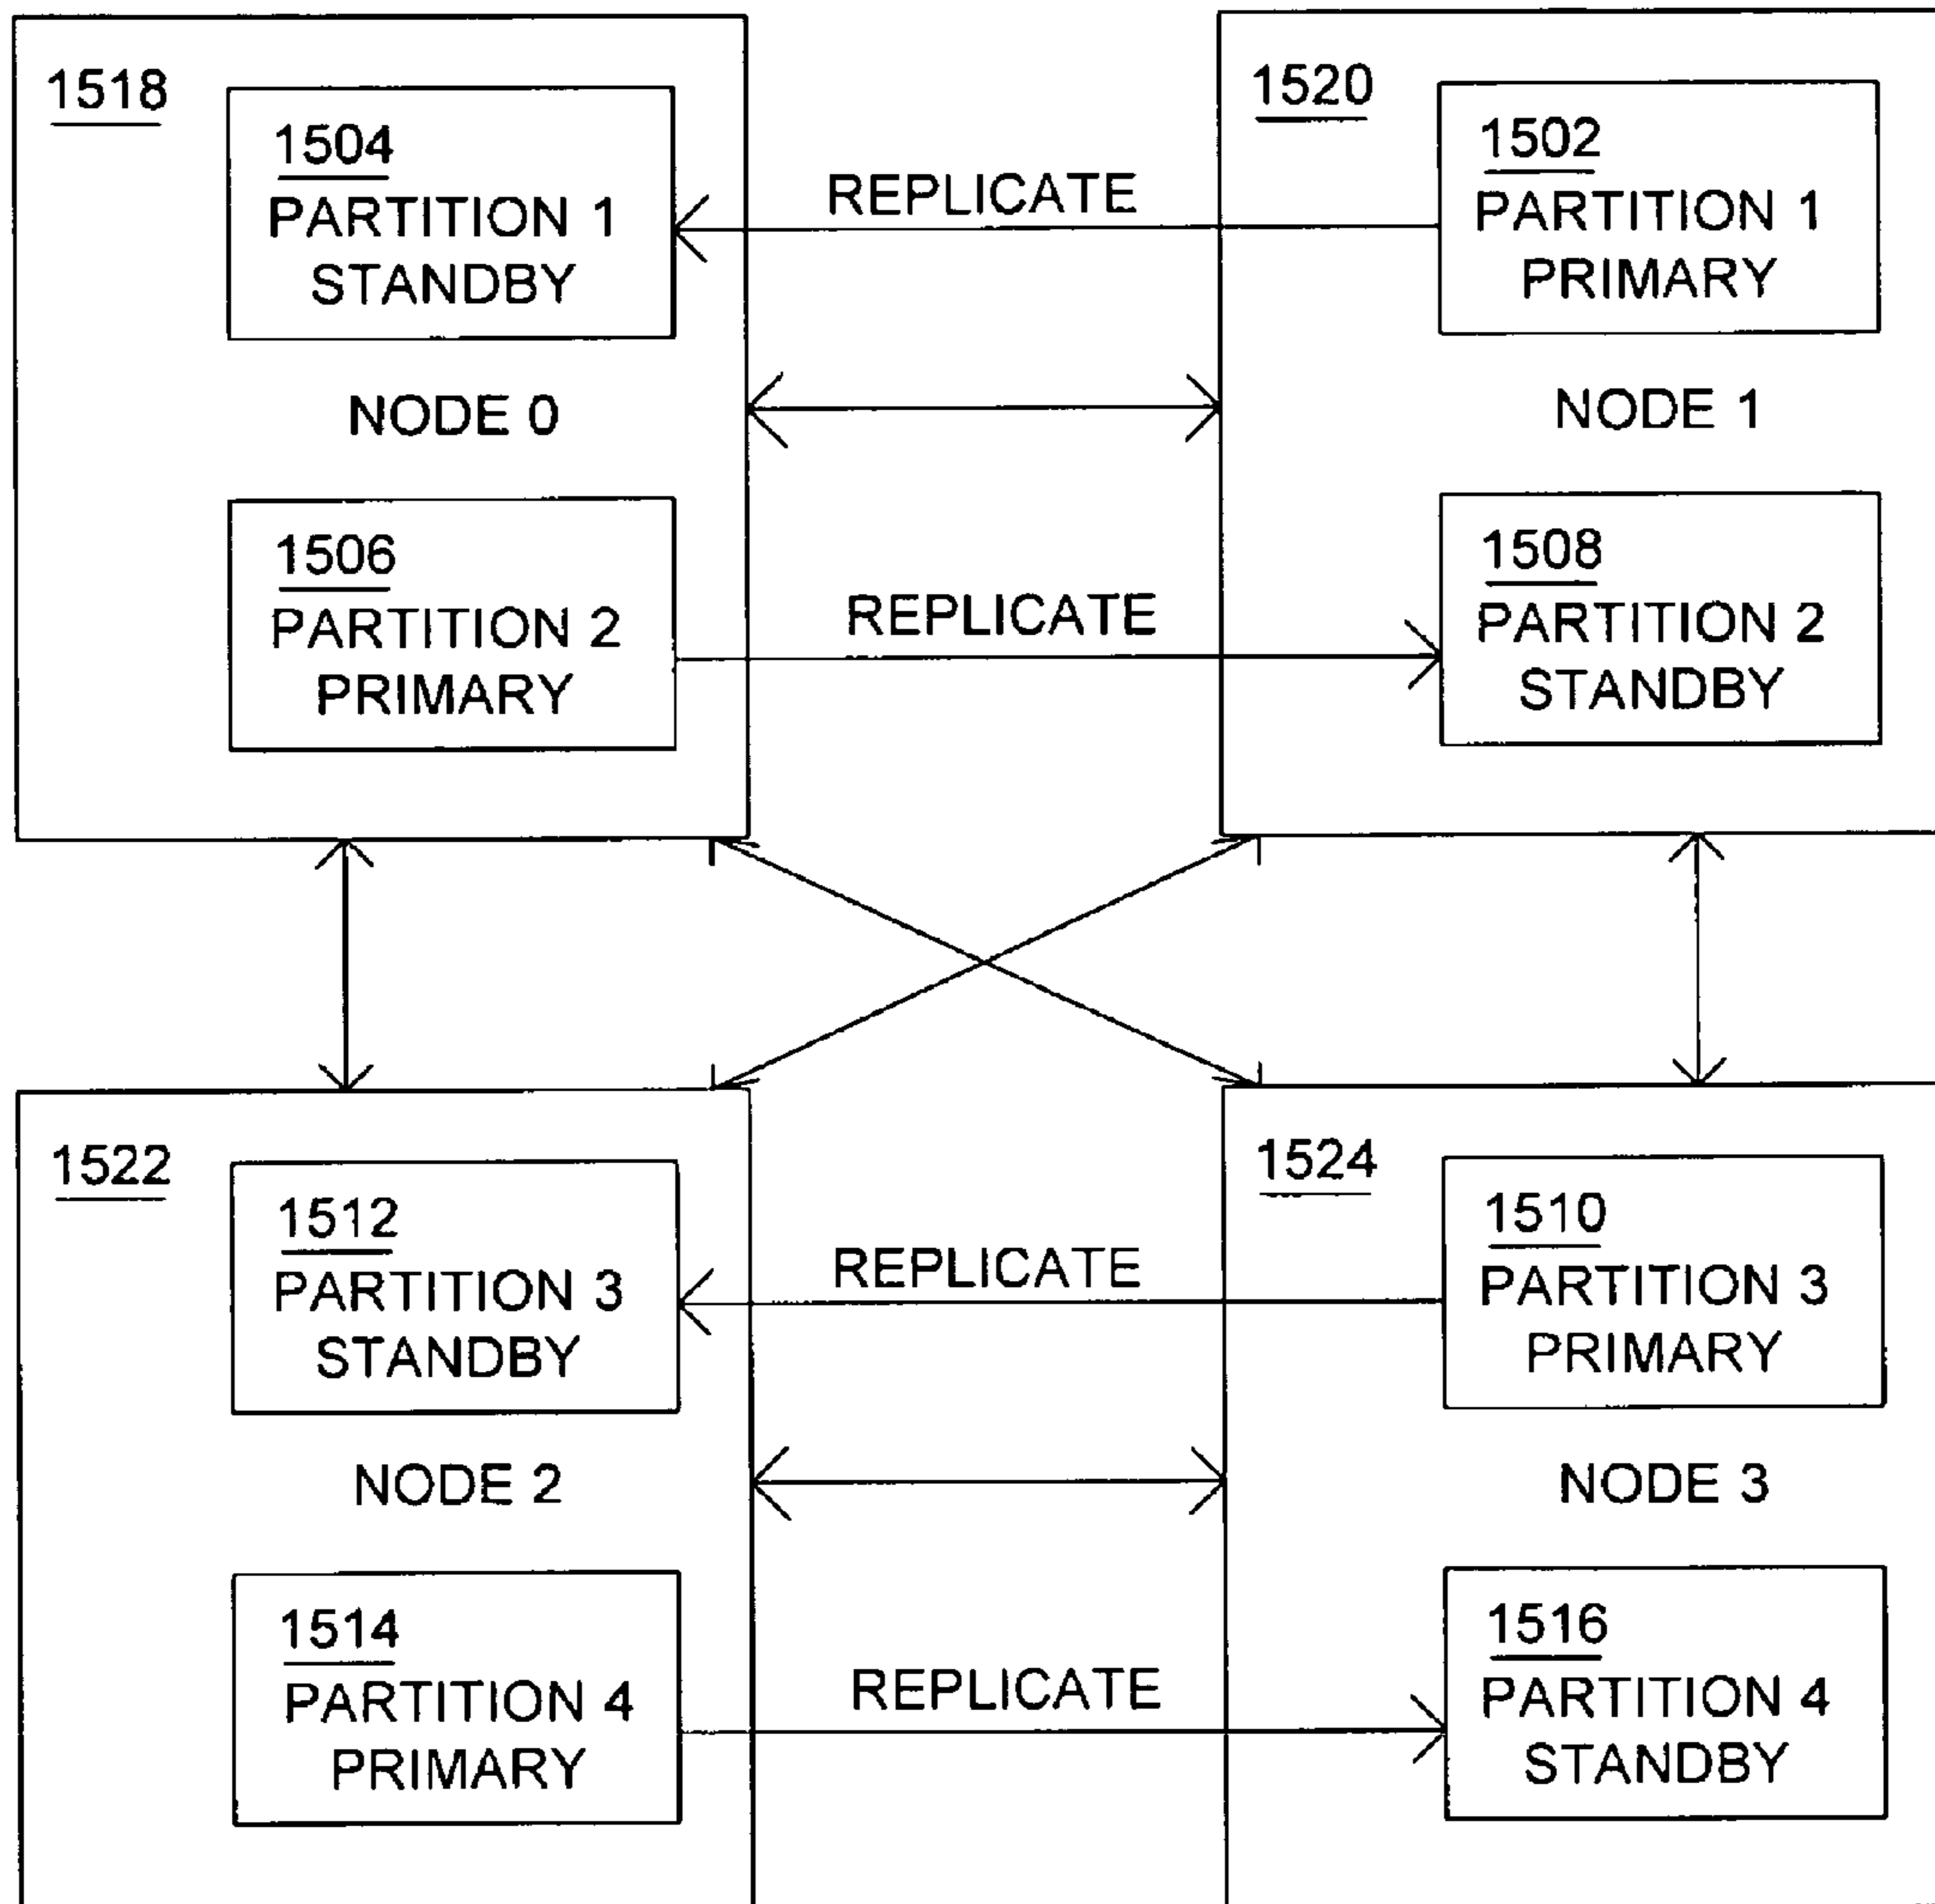 1518
1504
PARTITION 1
STANDBY
REPLICATE
1520
1502
PARTITION 1
PRIMARY
NODE 0
NODE 1
1506
PARTITION 2
PRIMARY
REPLICATE
1508
PARTITION 2
STANDBY
1522
1512
PARTITION 3
STANDBY
REPLICATE
1524
1510
PARTITION 3
PRIMARY
NODE 2
NODE 3
1514
PARTITION 4
PRIMARY
REPLICATE
1516
PARTITION 4
STANDBY